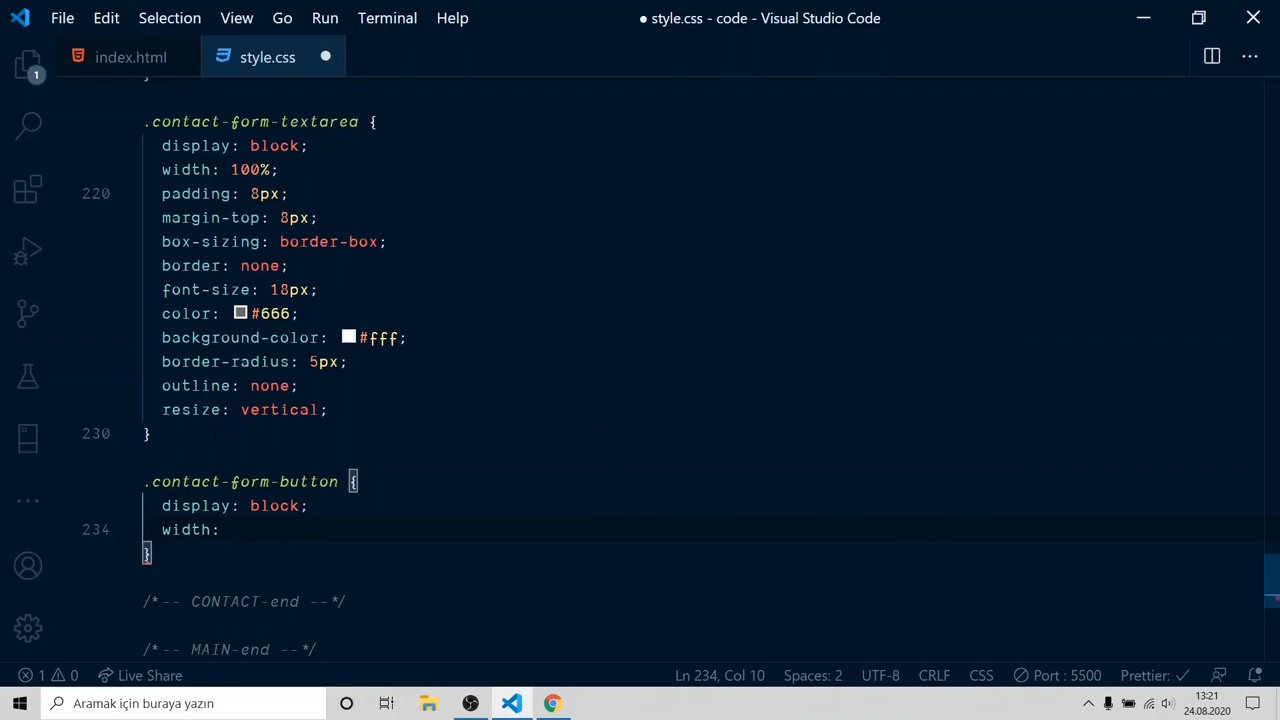 File Edit Selection View Go Run Terminal Help ● style.css - code - Visual Studio Code
index.html style.css
1
}
.contact-form-textarea {
display: block;
width: 100%;
220 padding: 8px;
margin-top: 8px;
box-sizing: border-box;
border: none;
font-size: 18px;
color: #666;
background-color: #fff;
border-radius: 5px;
outline: none;
resize: vertical;
230 }
.contact-form-button {
display: block;
234 width:
}
/*-- CONTACT-end --*/
/*-- MAIN-end --*/
1 0 Live Share Ln 234, Col 10 Spaces: 2 UTF-8 CRLF CSS Port : 5500 Prettier: ✓
Aramak için buraya yazın 13:21
24.08.2020